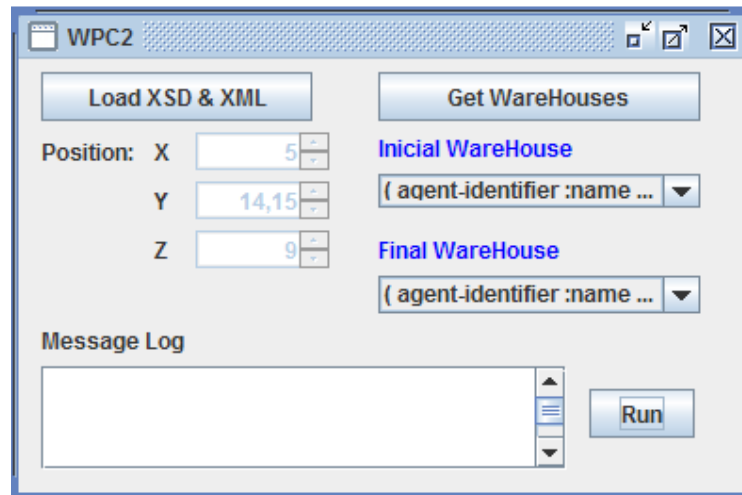 WPC2
Load XSD & XML
Get WareHouses
Position: X 5
Y 14,15
Z 9
Inicial WareHouse
( agent-identifier :name ...
Final WareHouse
( agent-identifier :name ...
Message Log
Run